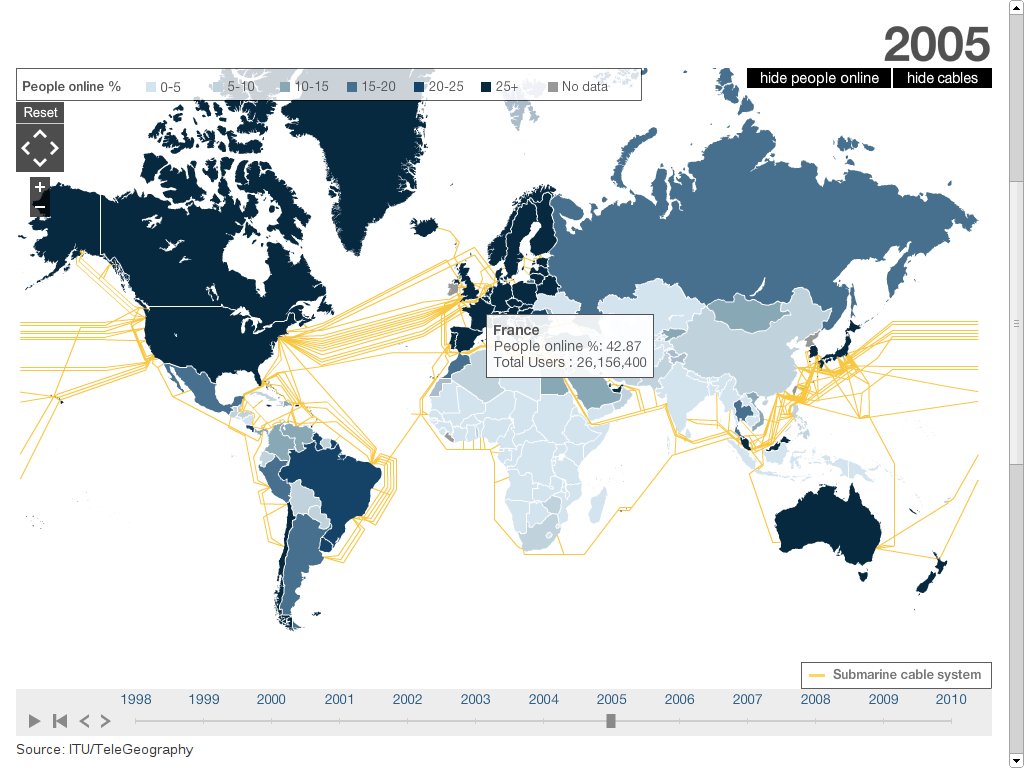 2005
hide people online hide cables
People online % 0-5 5-10 10-15 15-20 20-25 25+ No data
Reset
+
−
France
People online %: 42.87
Total Users : 26,156,400
Submarine cable system
1998 1999 2000 2001 2002 2003 2004 2005 2006 2007 2008 2009 2010
Source: ITU/TeleGeography